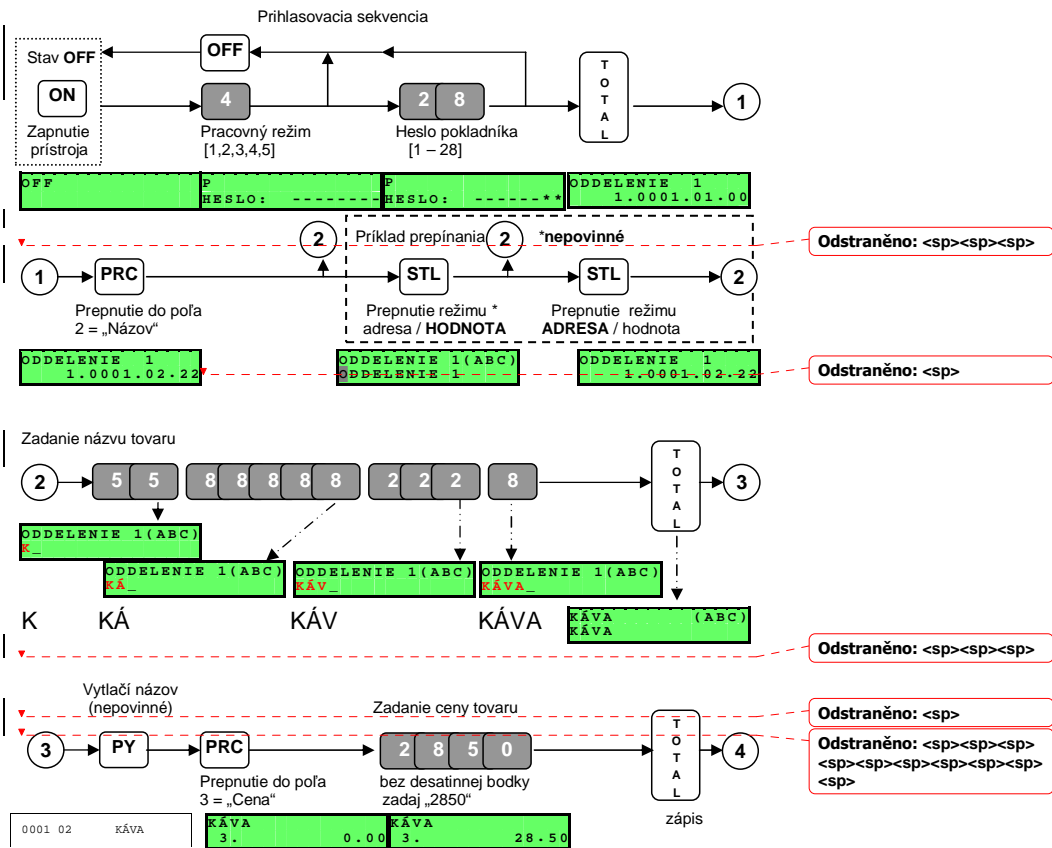 Prihlasovacia sekvencia
Stav OFF
OFF
ON
4
2 8
TOTAL
1
Zapnutie
prístroja
Pracovný režim
[1,2,3,4,5]
Heslo pokladníka
[1 – 28]
OFF
P
HESLO: --------
P
HESLO: ------**
ODDELENIE 1
1.0001.01.00
2
Príklad prepínania
2
*nepovinné
Odstraněno: <sp><sp><sp>
1
PRC
STL
STL
2
Prepnutie do poľa
2 = „Názov“
Prepnutie režimu *
adresa / HODNOTA
Prepnutie režimu
ADRESA / hodnota
ODDELENIE 1
1.0001.02.22
ODDELENIE 1(ABC)
ODDELENIE 1
ODDELENIE 1
1.0001.02.22
Odstraněno: <sp>
Zadanie názvu tovaru
2
5 5
8 8 8 8 8
2 2 2
8
TOTAL
3
ODDELENIE 1(ABC)
K_
ODDELENIE 1(ABC)
KÁ_
ODDELENIE 1(ABC)
KÁV_
ODDELENIE 1(ABC)
KÁVA_
K KÁ KÁV KÁVA
KÁVA (ABC)
KÁVA
Odstraněno: <sp><sp><sp>
Vytlačí názov
(nepovinné)
Zadanie ceny tovaru
Odstraněno: <sp>
3
PY
PRC
2 8 5 0
TOTAL
4
Odstraněno: <sp><sp><sp>
<sp><sp><sp><sp><sp><sp>
<sp>
Prepnutie do poľa
3 = „Cena“
bez desatinnej bodky
zadaj „2850“
zápis
0001 02 KÁVA
KÁVA
3. 0.00
KÁVA
3. 28.50